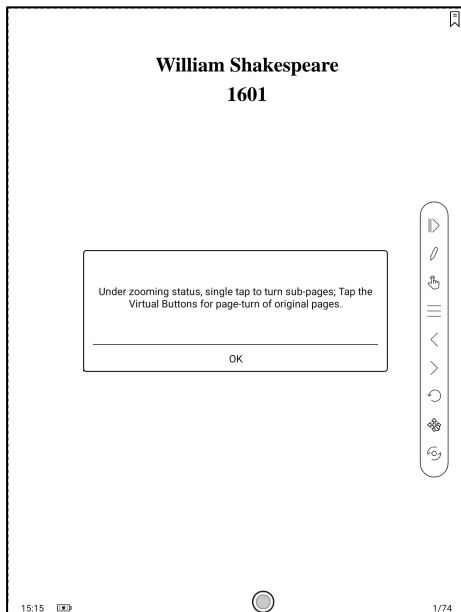 William Shakespeare
1601
Under zooming status, single tap to turn sub-pages; Tap the
Virtual Buttons for page-turn of original pages.
OK
15:15
1/74